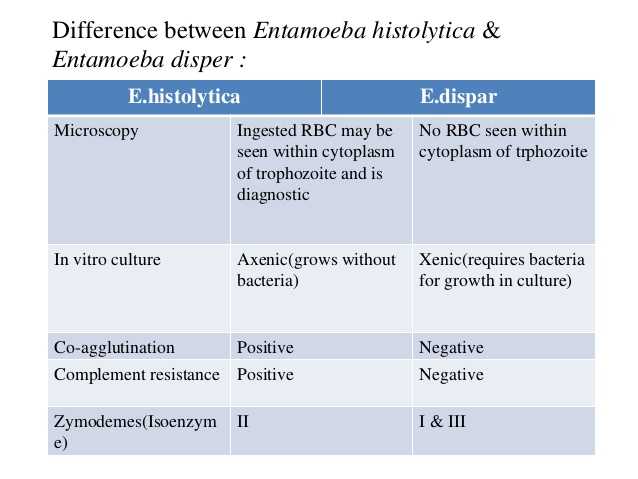 Difference between Entamoeba histolytica &
Entamoeba disper :
E.histolytica E.dispar
Microscopy Ingested RBC may be No RBC seen within
seen within cytoplasm cytoplasm of trphozoite
of trophozoite and is
diagnostic
In vitro culture Axenic(grows without Xenic(requires bacteria
bacteria) for growth in culture)
Co-agglutination Positive Negative
Complement resistance Positive Negative
Zymodemes(Isoenzym II I & III
e)